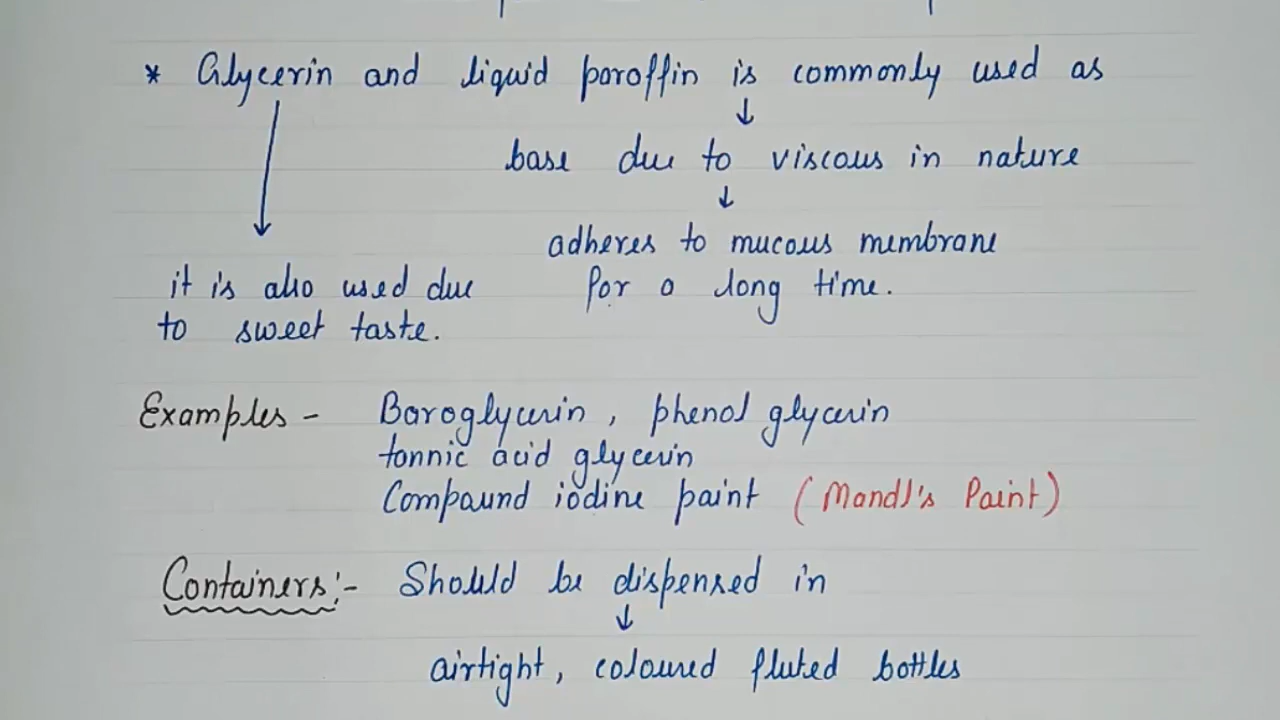 * Glycerin and liquid paroffin is commonly used as
↓
base due to viscous in nature
↓
adheres to mucous membrane
for a long time.
it is also used due
to sweet taste.
Examples - Boroglycerin, phenol glycerin
tannic acid glycerin
Compound iodine paint (Mandl's Paint)
Containers:- Should be dispensed in
↓
airtight, coloured fluted bottles